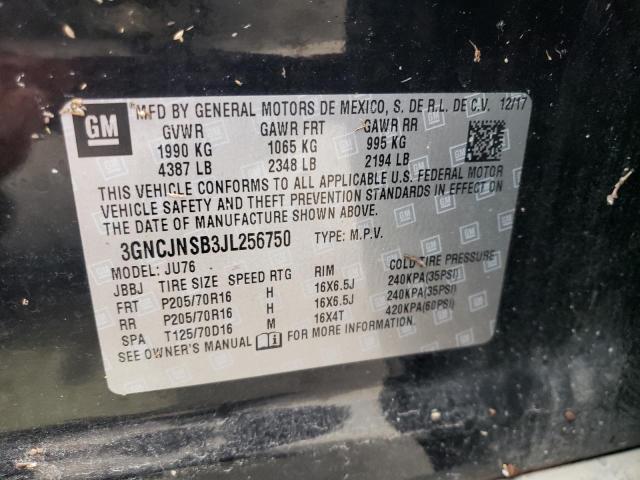 GM
MFD BY GENERAL MOTORS DE MEXICO, S. DE R.L. DE C.V. 12/17
GVWR GAWR FRT GAWR RR
1990 KG 1065 KG 995 KG
4387 LB 2348 LB 2194 LB
THIS VEHICLE CONFORMS TO ALL APPLICABLE U.S. FEDERAL MOTOR
VEHICLE SAFETY AND THEFT PREVENTION STANDARDS IN EFFECT ON
THE DATE OF MANUFACTURE SHOWN ABOVE.
3GNCJNSB3JL256750 TYPE: M.P.V.
MODEL: JU76
JBBJ TIRE SIZE SPEED RTG RIM COLD TIRE PRESSURE
FRT P205/70R16 H 16X6.5J 240KPA(35PSI)
RR P205/70R16 H 16X6.5J 240KPA(35PSI)
SPA T125/70D16 M 16X4T 420KPA(60PSI)
SEE OWNER'S MANUAL FOR MORE INFORMATION.